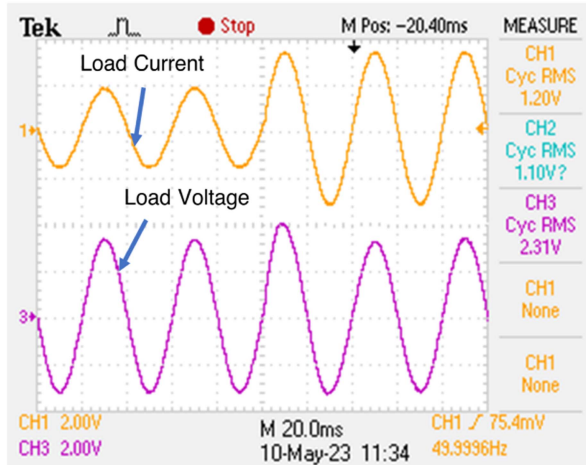 Tek Stop M Pos: -20.40ms MEASURE
CH1
Cyc RMS
1.20V
CH2
Cyc RMS
1.10V?
CH3
Cyc RMS
2.31V
CH1
None
CH1
None
Load Current
1
Load Voltage
3
CH1 2.00V M 20.0ms CH1 75.4mV
CH3 2.00V 10-May-23 11:34 49.9996Hz